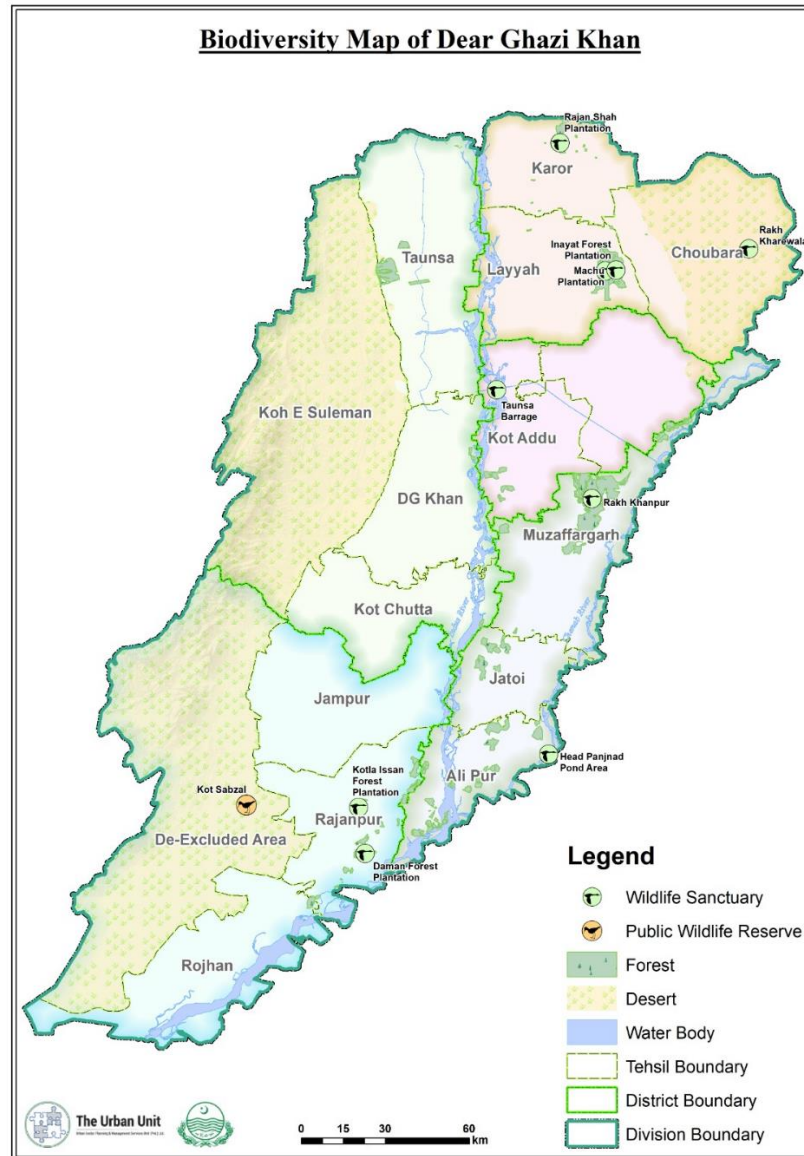 Biodiversity Map of Dear Ghazi Khan
Rajan Shah
Plantation
Karor
Rakh
Kharewala
Choubara
Inayat Forest
Plantation
Machu
Plantation
Layyah
Taunsa
Koh E Suleman
Taunsa
Barrage
Kot Addu
DG Khan
Rakh Khanpur
Muzaffargarh
Kot Chutta
River
River
Jatoi
Jampur
Head Panjnad
Pond Area
Ali Pur
Kotla Issan
Forest
Plantation
Kot Sabzal
Rajanpur
De-Excluded Area
Daman Forest
Plantation
Rojhan
Legend
Wildlife Sanctuary
Public Wildlife Reserve
Forest
Desert
Water Body
Tehsil Boundary
District Boundary
Division Boundary
The Urban Unit
0 15 30 60
km